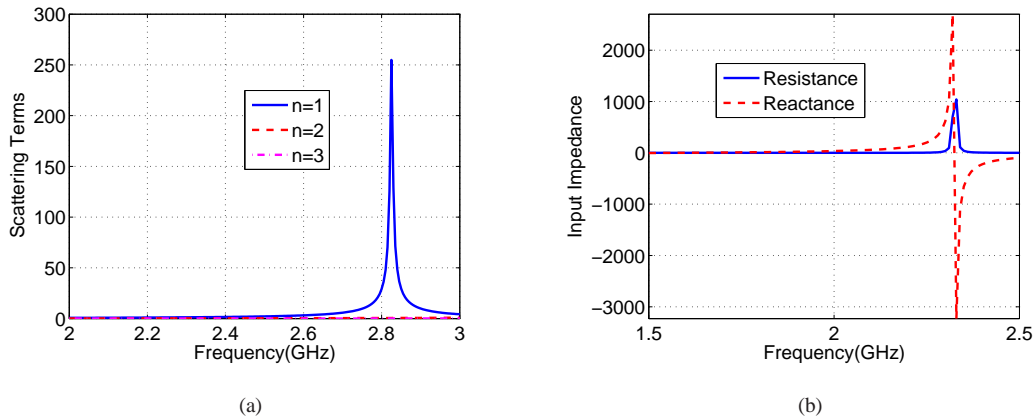 300
250
200
150
100
50
0
Scattering Terms
n=1
n=2
n=3
2
2.2
2.4
2.6
2.8
3
Frequency(GHz)
(a)
2000
1000
0
−1000
−2000
−3000
Input Impedance
Resistance
Reactance
1.5
2
2.5
Frequency(GHz)
(b)